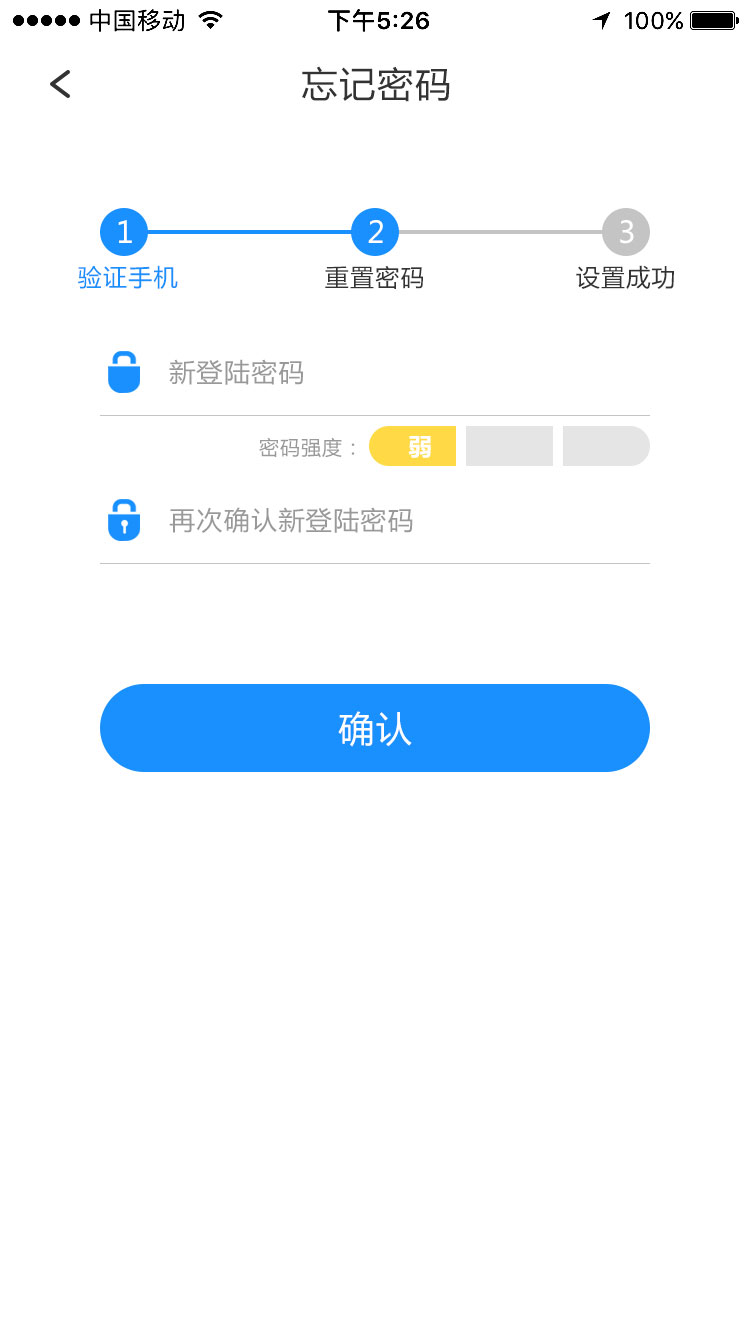 中国移动 下午5:26 100%
忘记密码
1 2 3
验证手机 重置密码 设置成功
新登陆密码
密码强度： 弱
再次确认新登陆密码
确认